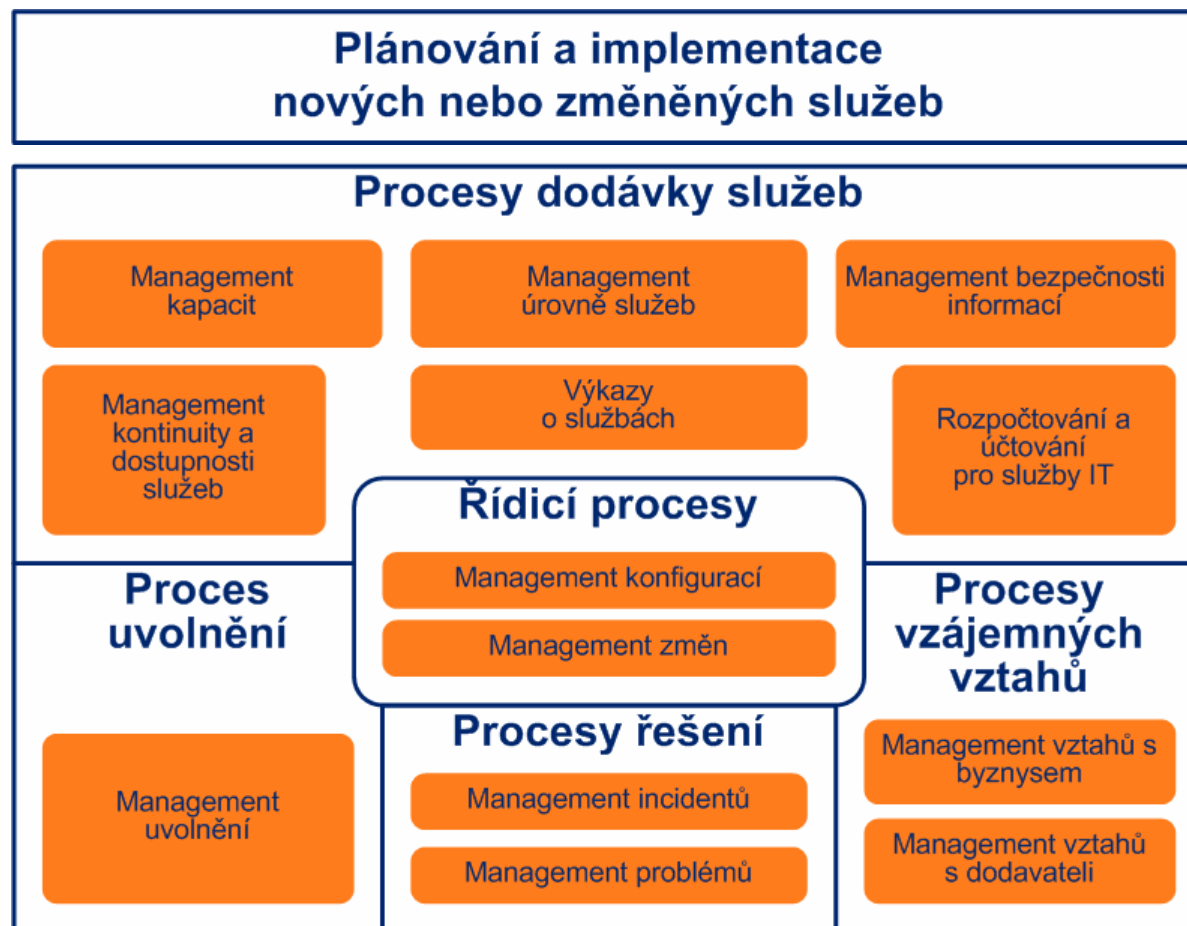 Plánování a implementace
nových nebo změněných služeb
Procesy dodávky služeb
Management
kapacit
Management
úrovně služeb
Management bezpečnosti
informací
Management
kontinuity a
dostupnosti
služeb
Výkazy
o službách
Rozpočtování a
účtování
pro služby IT
Řídicí procesy
Management konfigurací
Management změn
Proces
uvolnění
Management
uvolnění
Procesy řešení
Management incidentů
Management problémů
Procesy
vzájemných
vztahů
Management vztahů s
byznysem
Management vztahů
s dodavateli